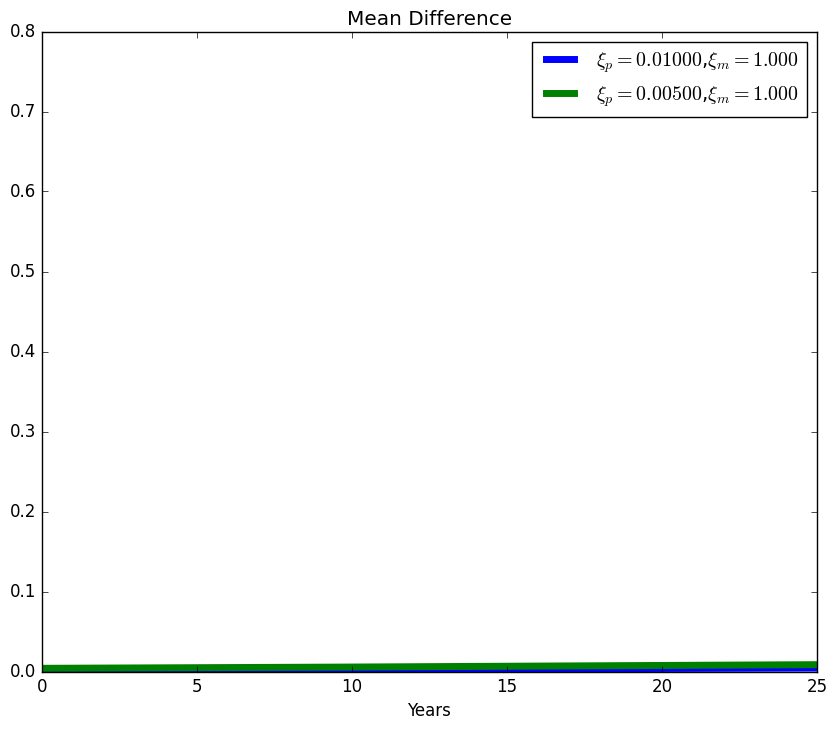 Mean Difference
0.8
ξp = 0.01000,ξm = 1.000
ξp = 0.00500,ξm = 1.000
0.7
0.6
0.5
0.4
0.3
0.2
0.1
0.0
0 5 10 15 20 25
Years